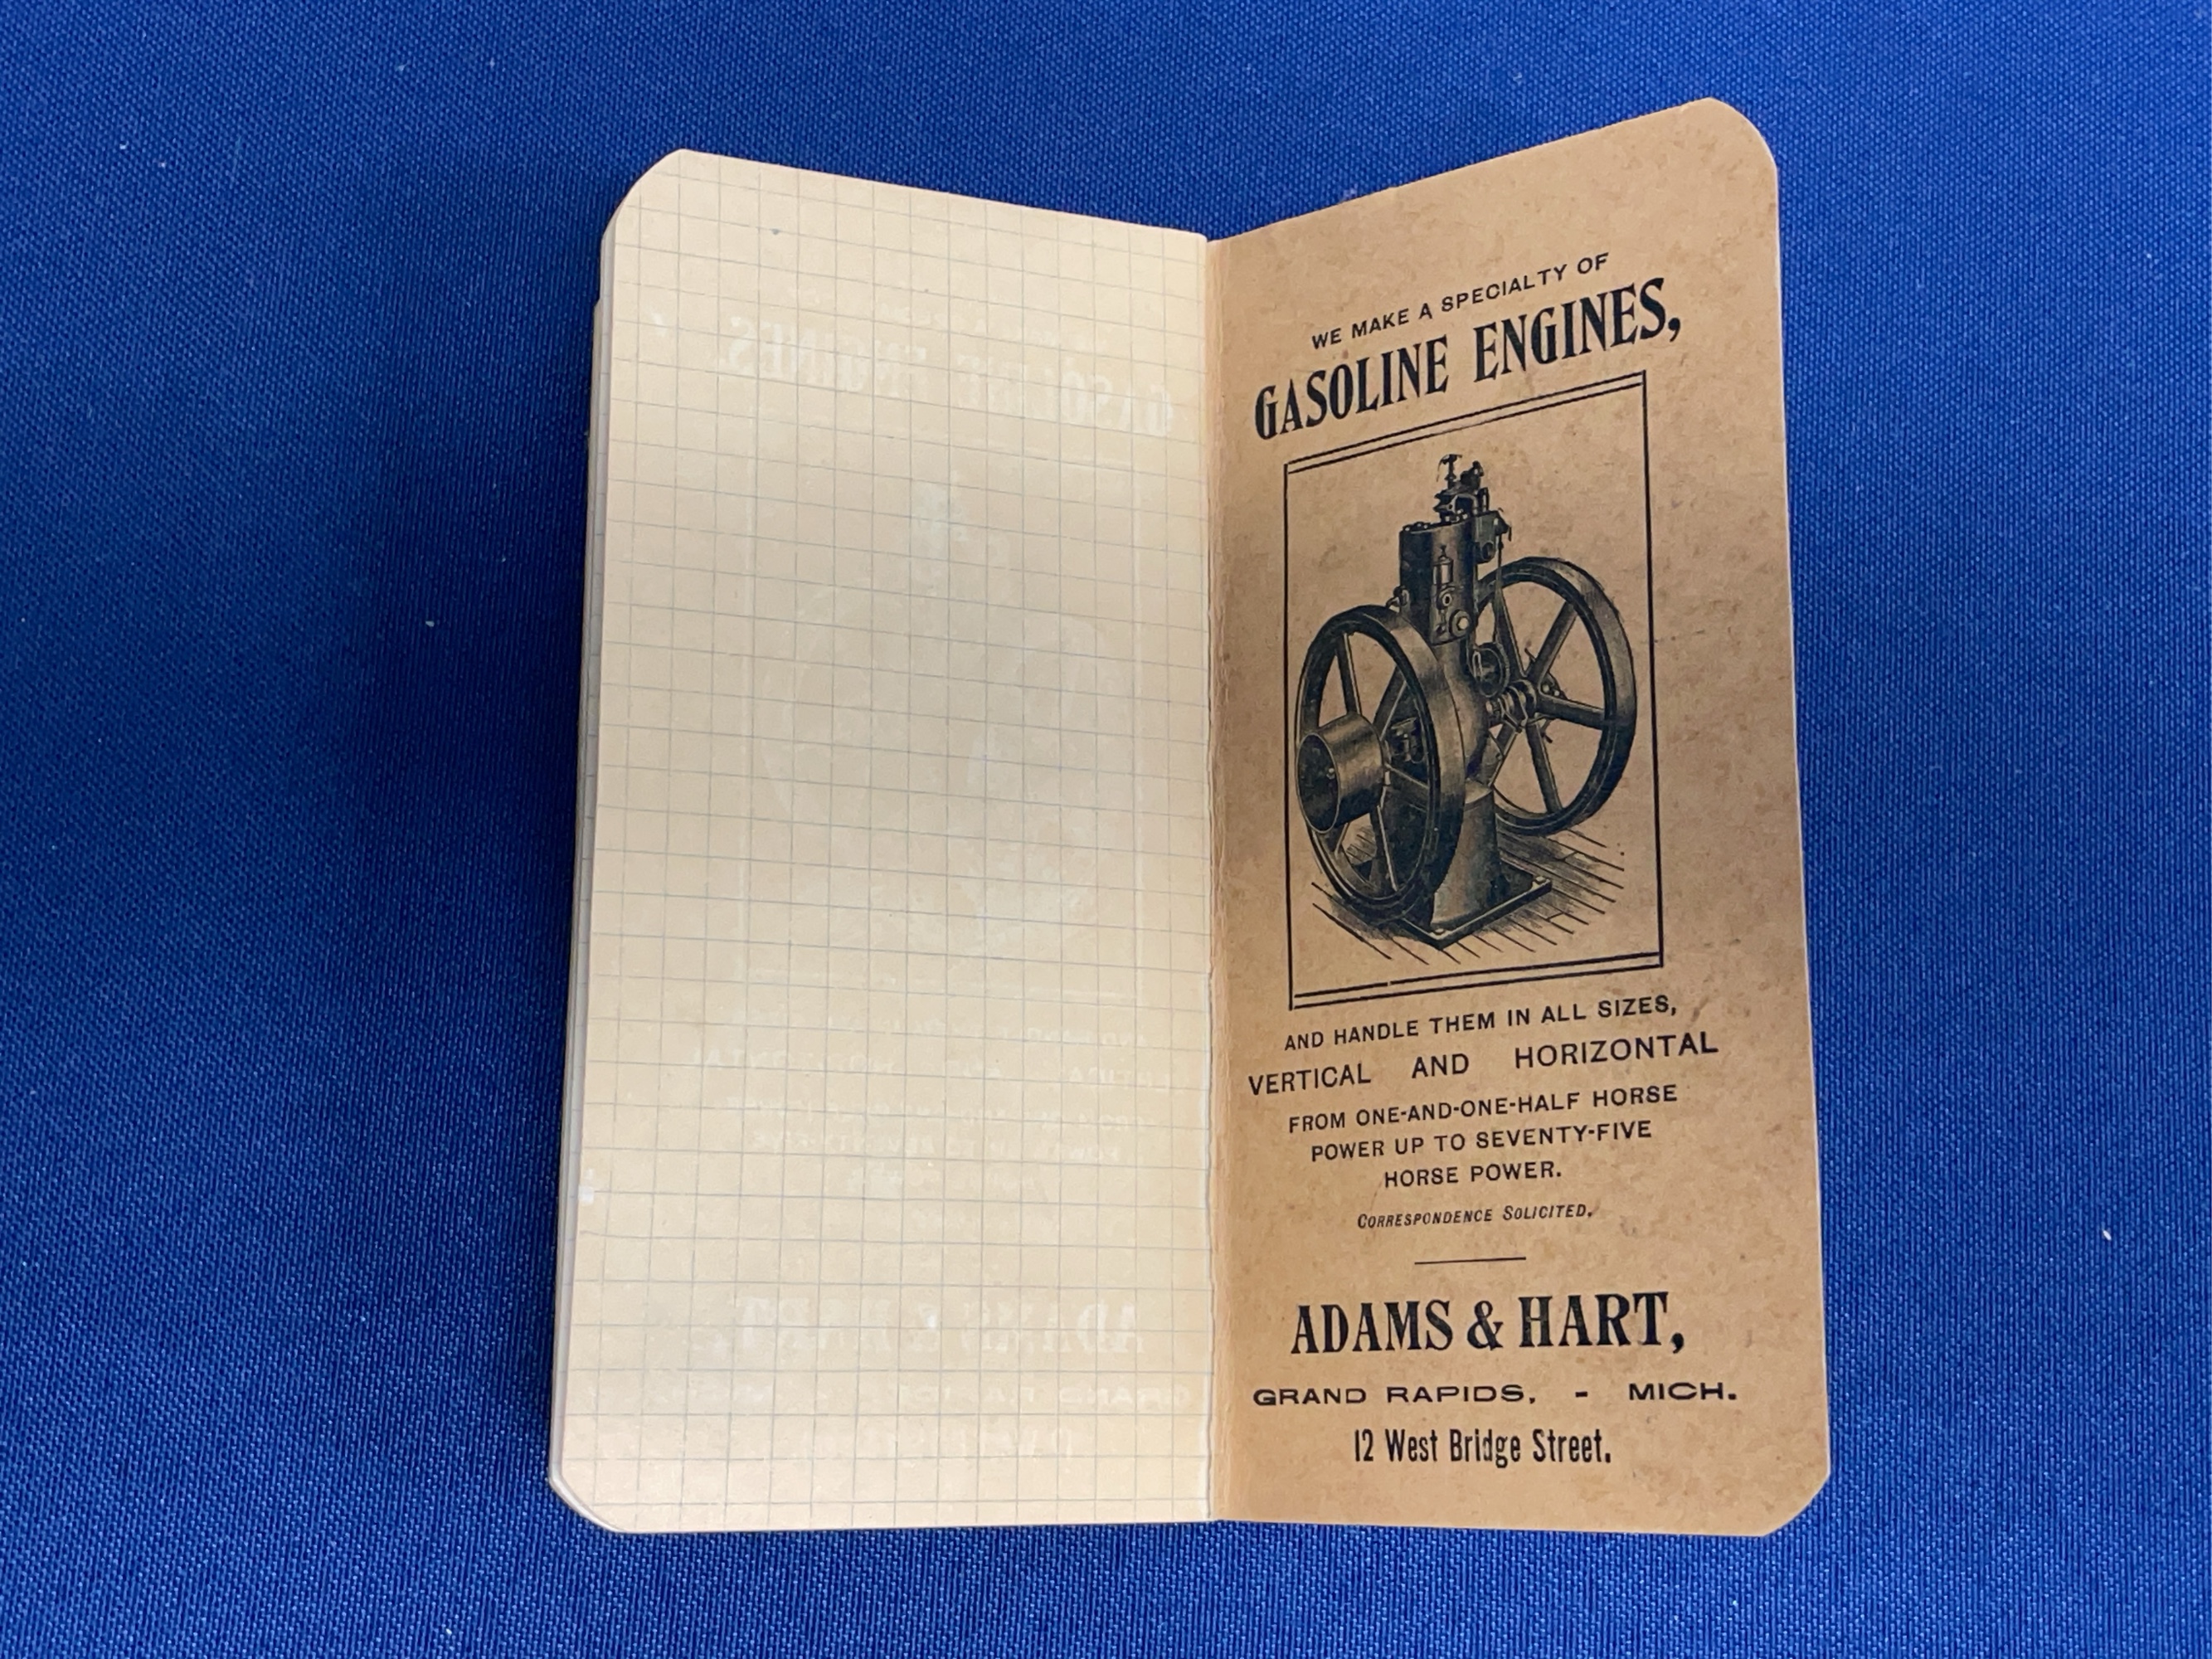 WE MAKE A SPECIALTY OF
GASOLINE ENGINES,
AND HANDLE THEM IN ALL SIZES,
VERTICAL AND HORIZONTAL
FROM ONE-AND-ONE-HALF HORSE
POWER UP TO SEVENTY-FIVE
HORSE POWER.
CORRESPONDENCE SOLICITED.
ADAMS & HART,
GRAND RAPIDS, - MICH.
12 West Bridge Street.